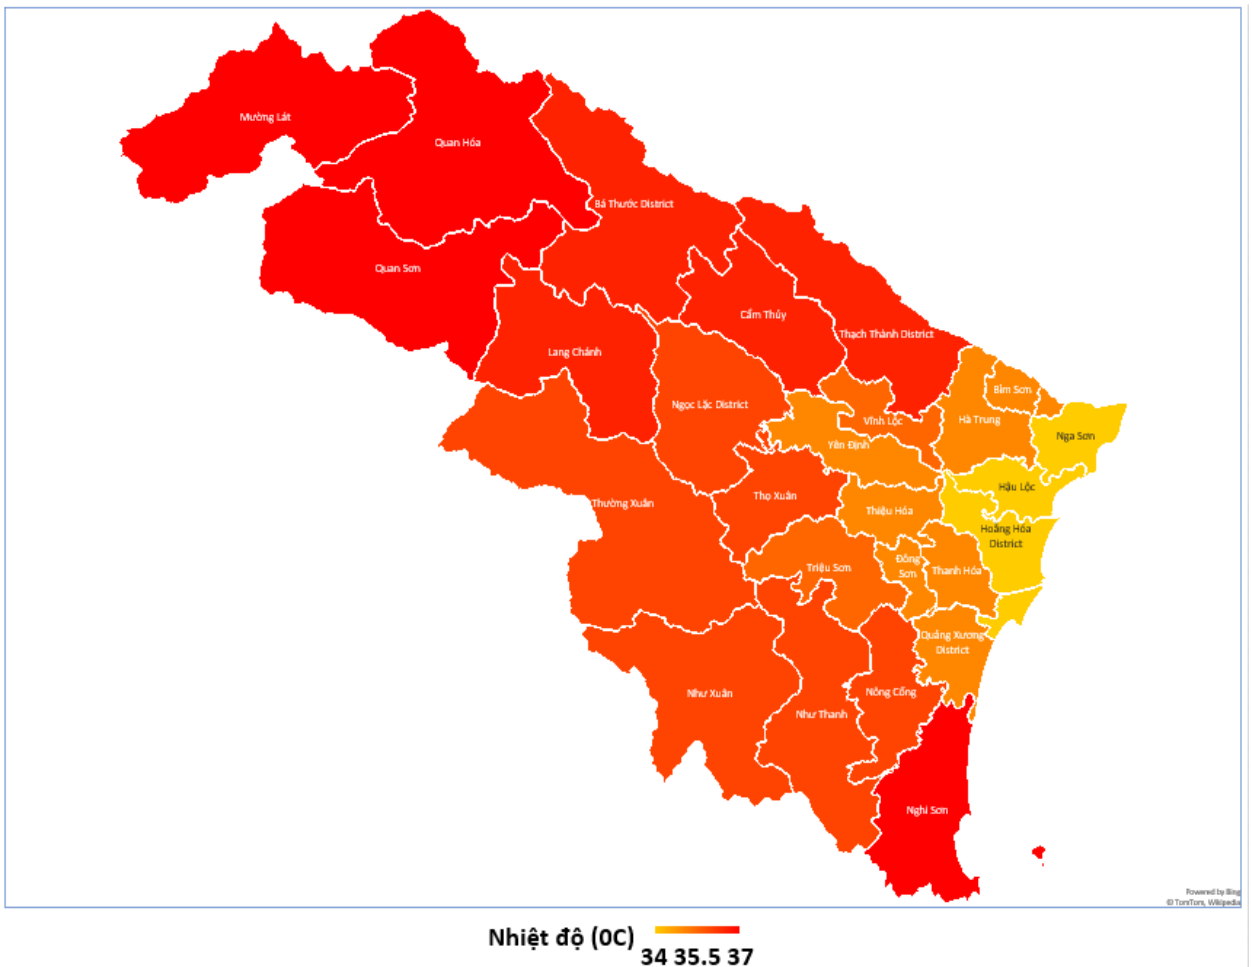 Mường Lát
Quan Hóa
Bá Thước District
Quan Sơn
Cẩm Thủy
Thạch Thành District
Lang Chánh
Ngọc Lặc District
Bỉm Sơn
Hà Trung
Vĩnh Lộc
Nga Sơn
Yên Định
Hậu Lộc
Thọ Xuân
Thường Xuân
Thiệu Hóa
Hoằng Hóa
District
Đông
Sơn
Thanh Hóa
Triệu Sơn
Quảng Xương
District
Như Xuân
Nông Cống
Như Thanh
Nghi Sơn
Powered by Bing
© TomTom, Wikipedia
Nhiệt độ (0C)
34 35.5 37